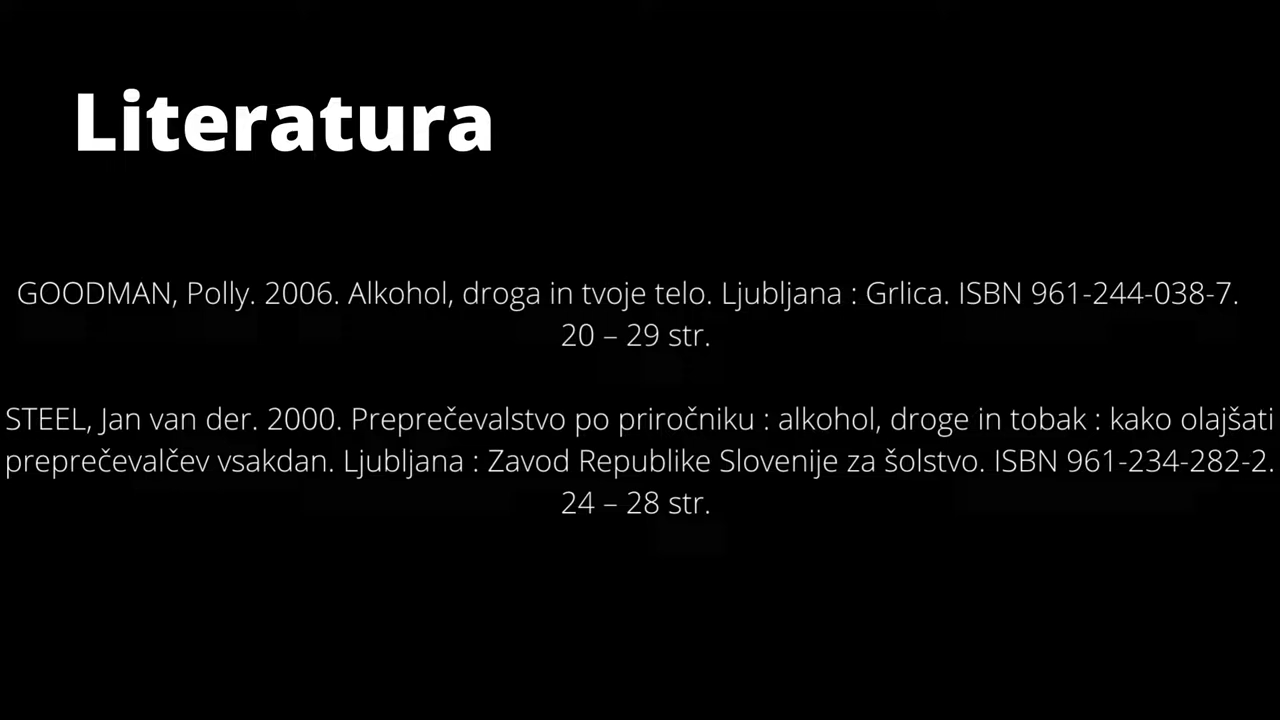 Literatura
GOODMAN, Polly. 2006. Alkohol, droga in tvoje telo. Ljubljana : Grlica. ISBN 961-244-038-7.
20 – 29 str.
STEEL, Jan van der. 2000. Preprečevalstvo po priročniku : alkohol, droge in tobak : kako olajšati
preprečevalčev vsakdan. Ljubljana : Zavod Republike Slovenije za šolstvo. ISBN 961-234-282-2.
24 – 28 str.